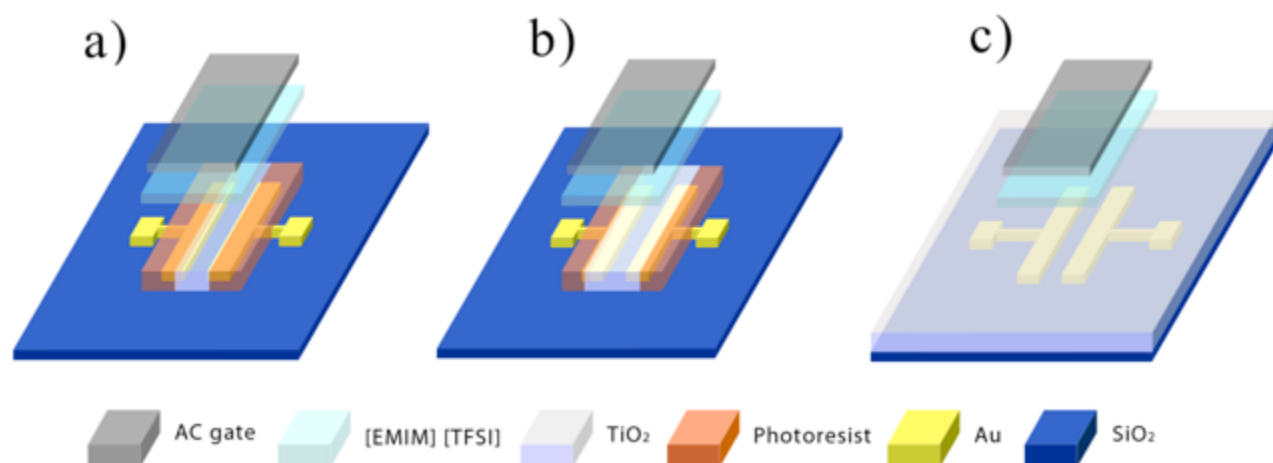 a) b) c)
AC gate [EMIM] [TFSI] TiO₂ Photoresist Au SiO₂